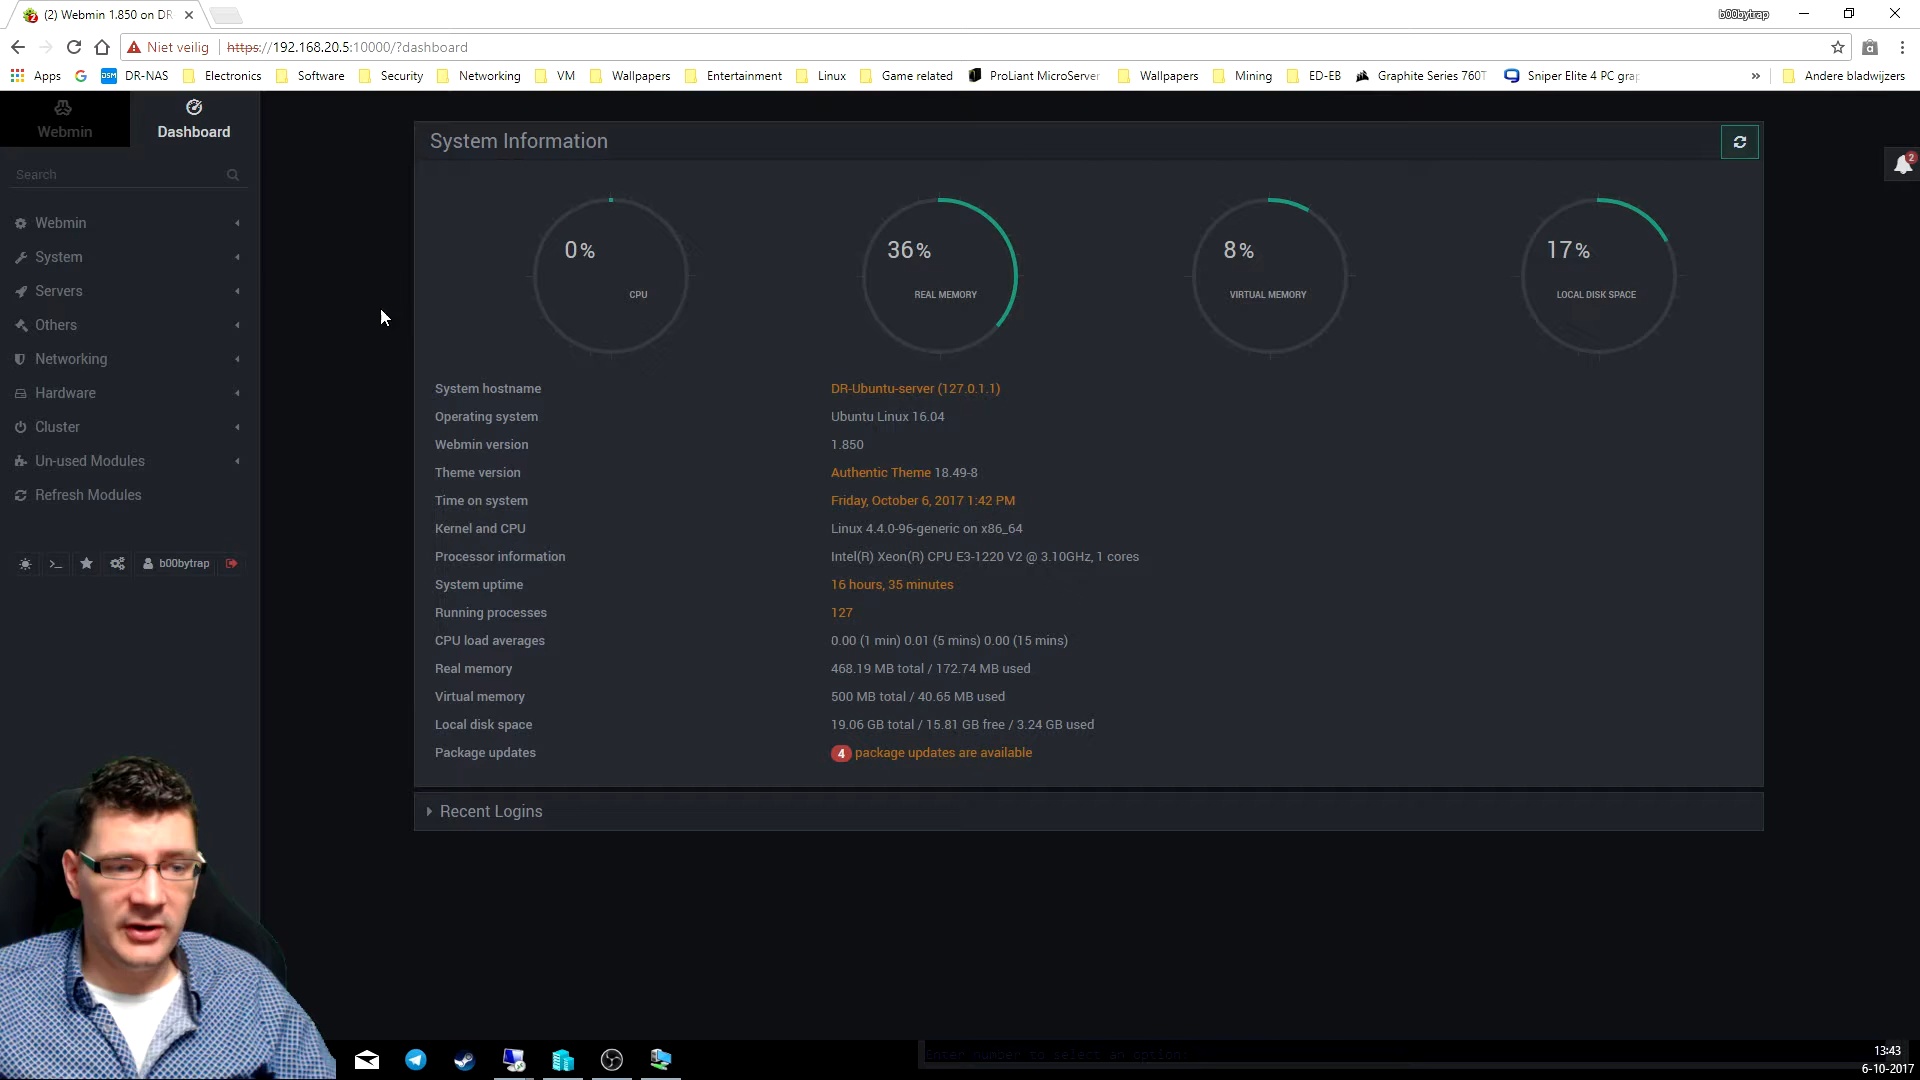 (2) Webmin 1.850 on DR
b00bytrap
Niet veilig
https://192.168.20.5:10000/?dashboard
Apps
DSM DR-NAS
Electronics
Software
Security
Networking
VM
Wallpapers
Entertainment
Linux
Game related
ProLiant MicroServer
Wallpapers
Mining
ED-EB
Graphite Series 760T
Sniper Elite 4 PC gra
»
Andere bladwijzers
Webmin
Dashboard
Search
Webmin
System
Servers
Others
Networking
Hardware
Cluster
Un-used Modules
Refresh Modules
b00bytrap
System Information
2
0%
CPU
36%
REAL MEMORY
8%
VIRTUAL MEMORY
17%
LOCAL DISK SPACE
System hostname DR-Ubuntu-server (127.0.1.1)
Operating system Ubuntu Linux 16.04
Webmin version 1.850
Theme version Authentic Theme 18.49-8
Time on system Friday, October 6, 2017 1:42 PM
Kernel and CPU Linux 4.4.0-96-generic on x86_64
Processor information Intel(R) Xeon(R) CPU E3-1220 V2 @ 3.10GHz, 1 cores
System uptime 16 hours, 35 minutes
Running processes 127
CPU load averages 0.00 (1 min) 0.01 (5 mins) 0.00 (15 mins)
Real memory 468.19 MB total / 172.74 MB used
Virtual memory 500 MB total / 40.65 MB used
Local disk space 19.06 GB total / 15.81 GB free / 3.24 GB used
Package updates 4 package updates are available
Recent Logins
Enter number to select an option:
13:43
6-10-2017